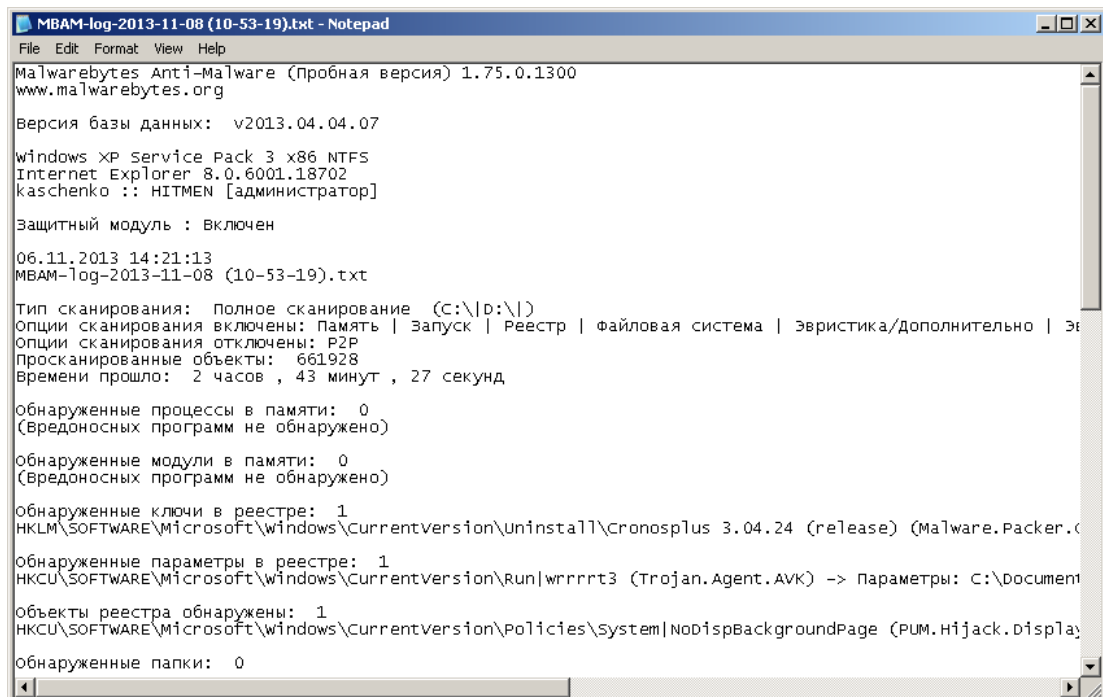 MBAM-log-2013-11-08 (10-53-19).txt - Notepad
File Edit Format View Help
Malwarebytes Anti-Malware (Пробная версия) 1.75.0.1300
www.malwarebytes.org
Версия базы данных:  v2013.04.04.07
Windows XP Service Pack 3 x86 NTFS
Internet Explorer 8.0.6001.18702
kaschenko :: HITMEN [администратор]
Защитный модуль : Включен
06.11.2013 14:21:13
MBAM-log-2013-11-08 (10-53-19).txt
Тип сканирования:  Полное сканирование  (C:\|D:\|)
Опции сканирования включены: Память | Запуск | Реестр | Файловая система | Эвристика/Дополнительно |
Опции сканирования отключены: P2P
Просканированные объекты:  661928
Времени прошло:  2 часов , 43 минут , 27 секунд
Обнаруженные процессы в памяти:  0
(Вредоносных программ не обнаружено)
Обнаруженные модули в памяти:  0
(Вредоносных программ не обнаружено)
Обнаруженные ключи в реестре:  1
HKLM\SOFTWARE\Microsoft\Windows\CurrentVersion\Uninstall\Cronosplus 3.04.24 (release) (Malware.Packer.
Обнаруженные параметры в реестре:  1
HKCU\SOFTWARE\Microsoft\Windows\CurrentVersion\Run|wrrrrt3 (Trojan.Agent.AVK) -> Параметры: C:\Document
Объекты реестра обнаружены:  1
HKCU\SOFTWARE\Microsoft\Windows\CurrentVersion\Policies\System|NoDispBackgroundPage (PUM.Hijack.Display
Обнаруженные папки:  0